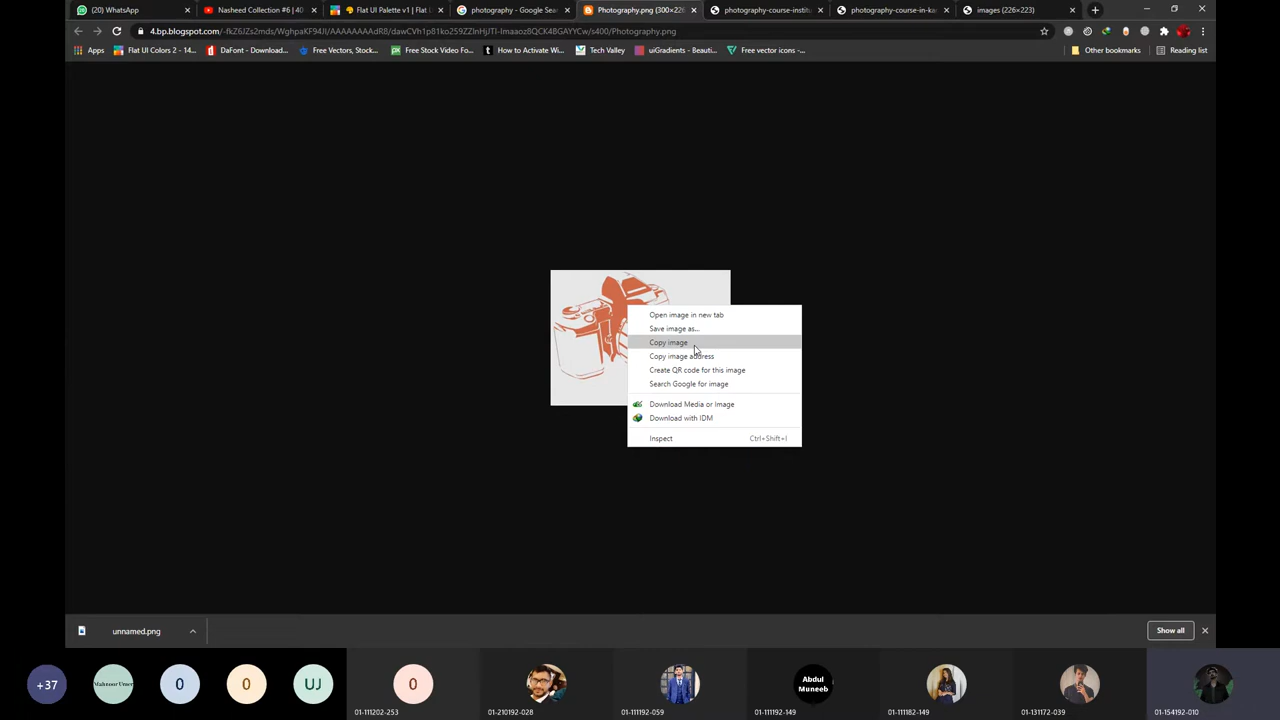 (20) WhatsApp
Nasheed Collection #6 | 40
Flat UI Palette v1 | Flat U
photography - Google Sea
Photography.png (300×226
photography-course-institu
photography-course-in-ka
images (226×223)
Apps
Flat UI Colors 2 - 14...
DaFont - Download...
Free Vectors, Stock...
Free Stock Video Fo...
How to Activate Wi...
Tech Valley
uiGradients - Beauti...
Free vector icons -...
Other bookmarks
Reading list
Open image in new tab
Save image as...
Copy image
Copy image address
Create QR code for this image
Search Google for image
Download Media or Image
Download with IDM
Inspect Ctrl+Shift+I
unnamed.png
Show all
+37
Mahnoor Umer
0
0
UJ
0
Abdul
Muneeb
01-111202-253
01-210192-028
01-111192-059
01-111192-149
01-111182-149
01-131172-039
01-154192-010